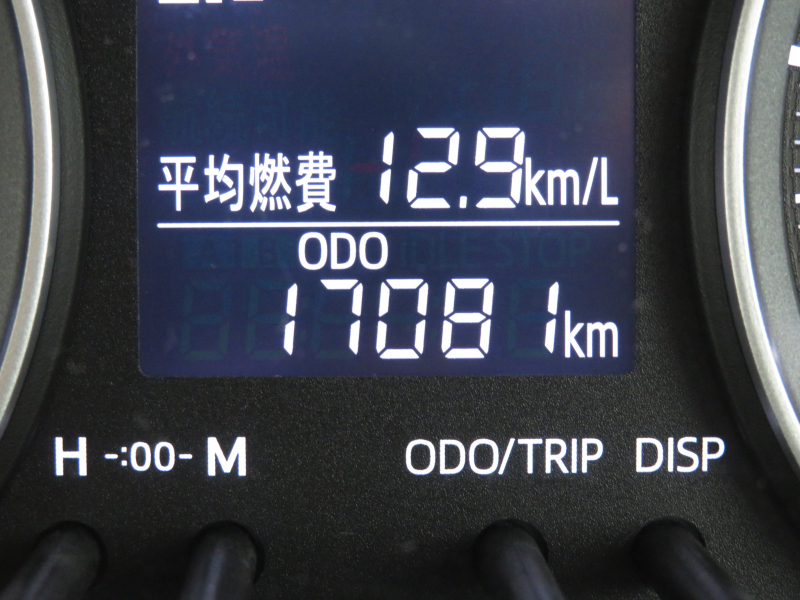 平均燃費 12.9km/L
ODO
17081km
H -:00- M ODO/TRIP DISP